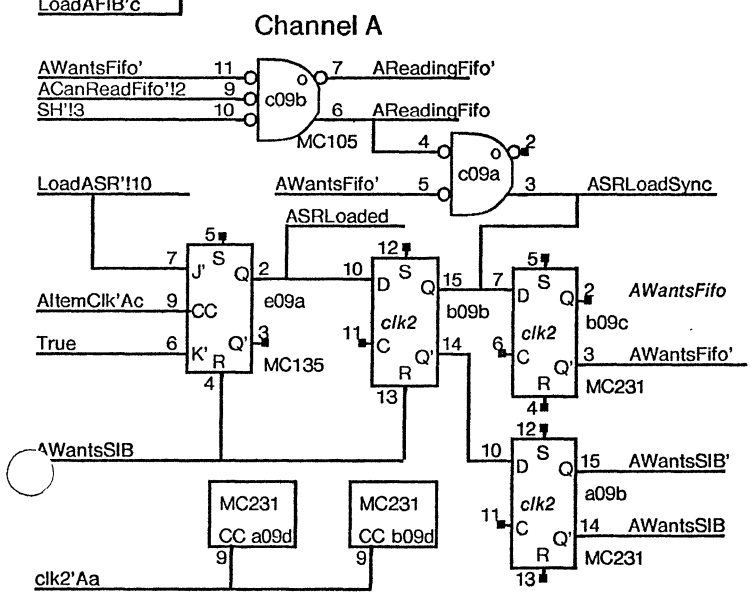 LoadAFIB'c
Channel A
AWantsFifo' 11 7 AReadingFifo'
ACanReadFifo'!2 9 c09b o
SH'!3 10 6 AReadingFifo
MC105 4 o 2
c09a
LoadASR'!10 AWantsFifo' 5 3 ASRLoadSync
ASRLoaded
5 12 5
7 J' S Q 2 10 D S Q 15 7 D S Q 2 AWantsFifo
AItemClk'Ac 9 CC e09a clk2 b09b clk2 b09c
True 6 K' Q' 3 11 C Q' 14 6 C Q' 3 AWantsFifo'
R MC135 R R MC231
4 13 4
12
AWantsSIB 10 D S Q 15 AWantsSIB'
MC231 MC231 clk2 a09b
CC a09d CC b09d 11 C Q' 14 AWantsSIB
9 9 R MC231
clk2'Aa 13